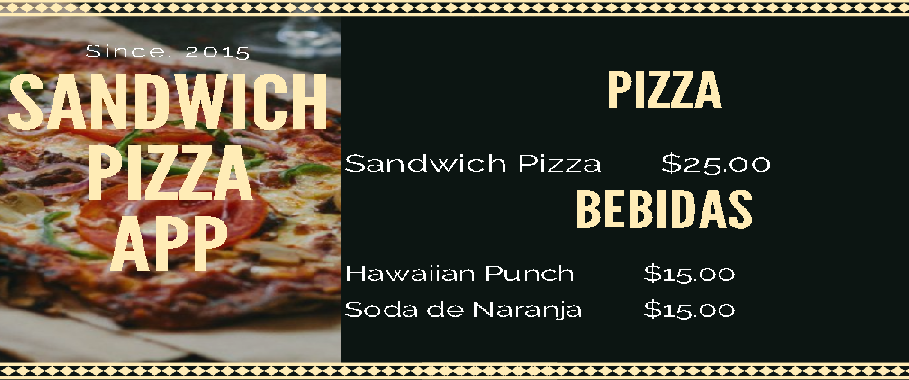 Since. 2015
SANDWICH
PIZZA
APP
PIZZA
Sandwich Pizza $25.00
BEBIDAS
Hawaiian Punch $15.00
Soda de Naranja $15.00